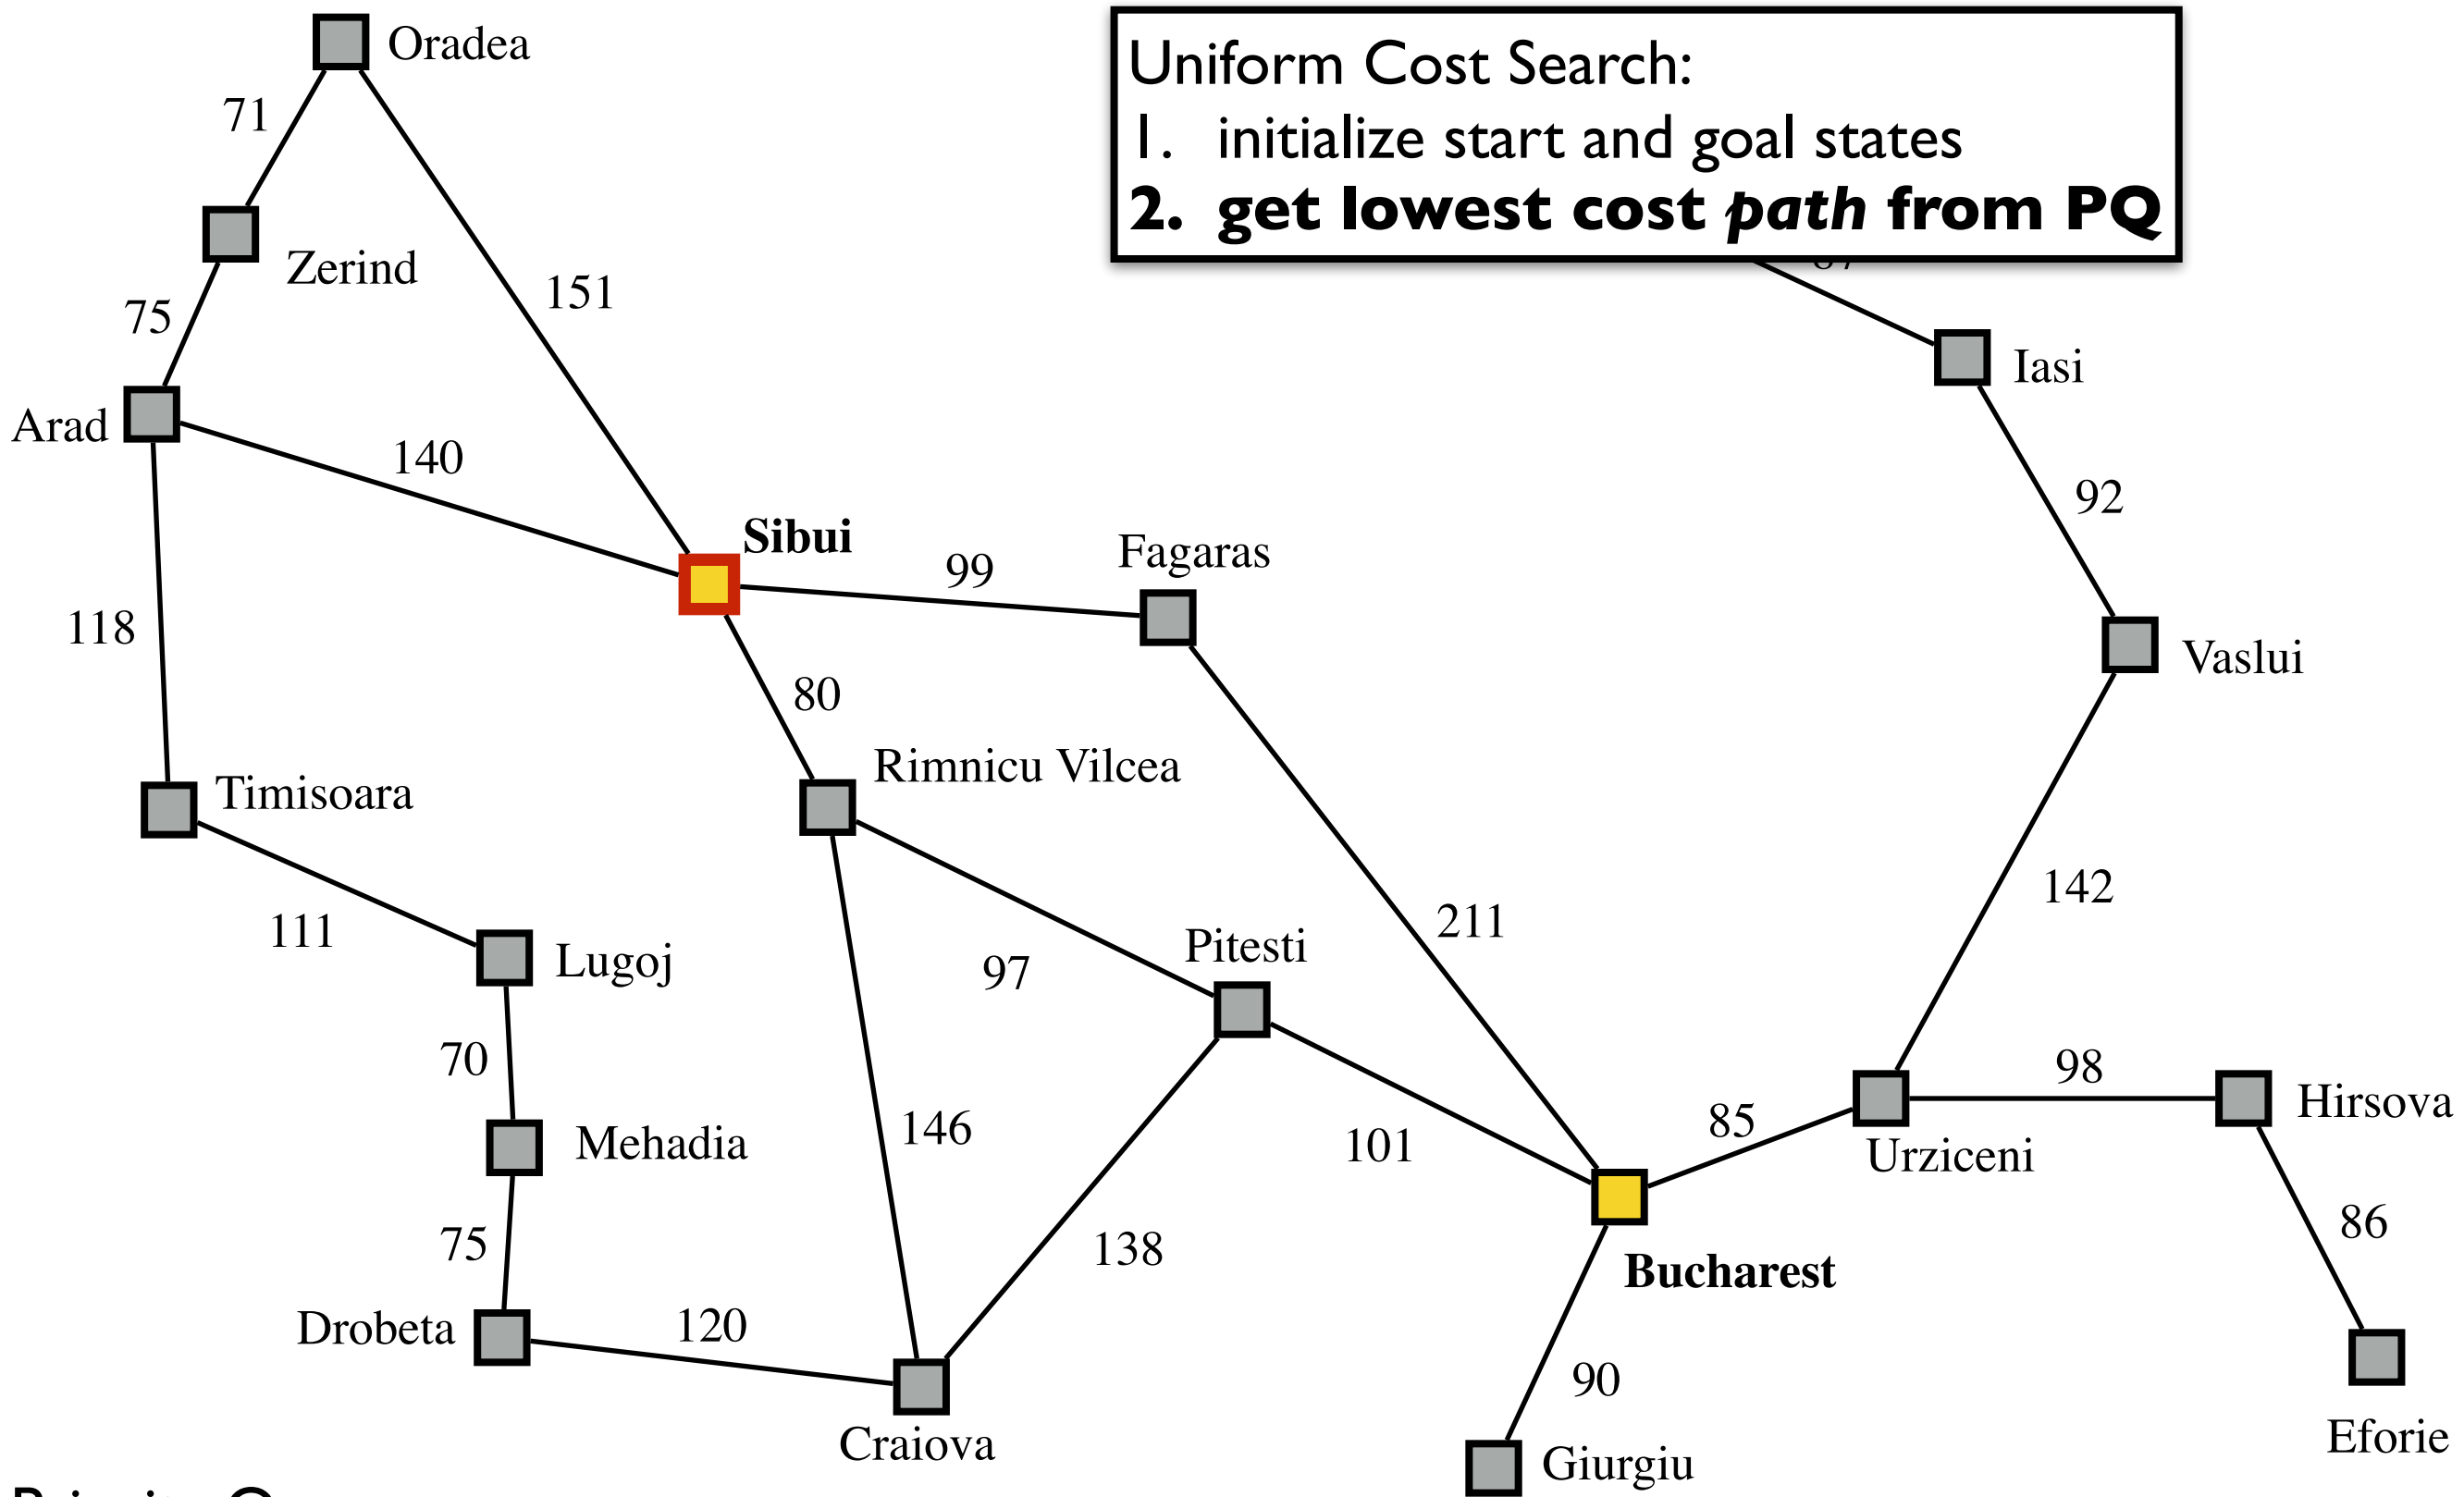 Oradea
Uniform Cost Search:
1. initialize start and goal states
2. get lowest cost path from PQ
71
Zerind
151
75
Iasi
Arad
140
92
Sibui
Fagaras
99
118
Vaslui
80
Rimnicu Vilcea
Timisoara
142
211
111
Pitesti
Lugoj
97
70
98
Hirsova
85
146
Mehadia
101
Urziceni
86
75
138
Bucharest
Drobeta
120
90
Craiova
Eforie
Giurgiu